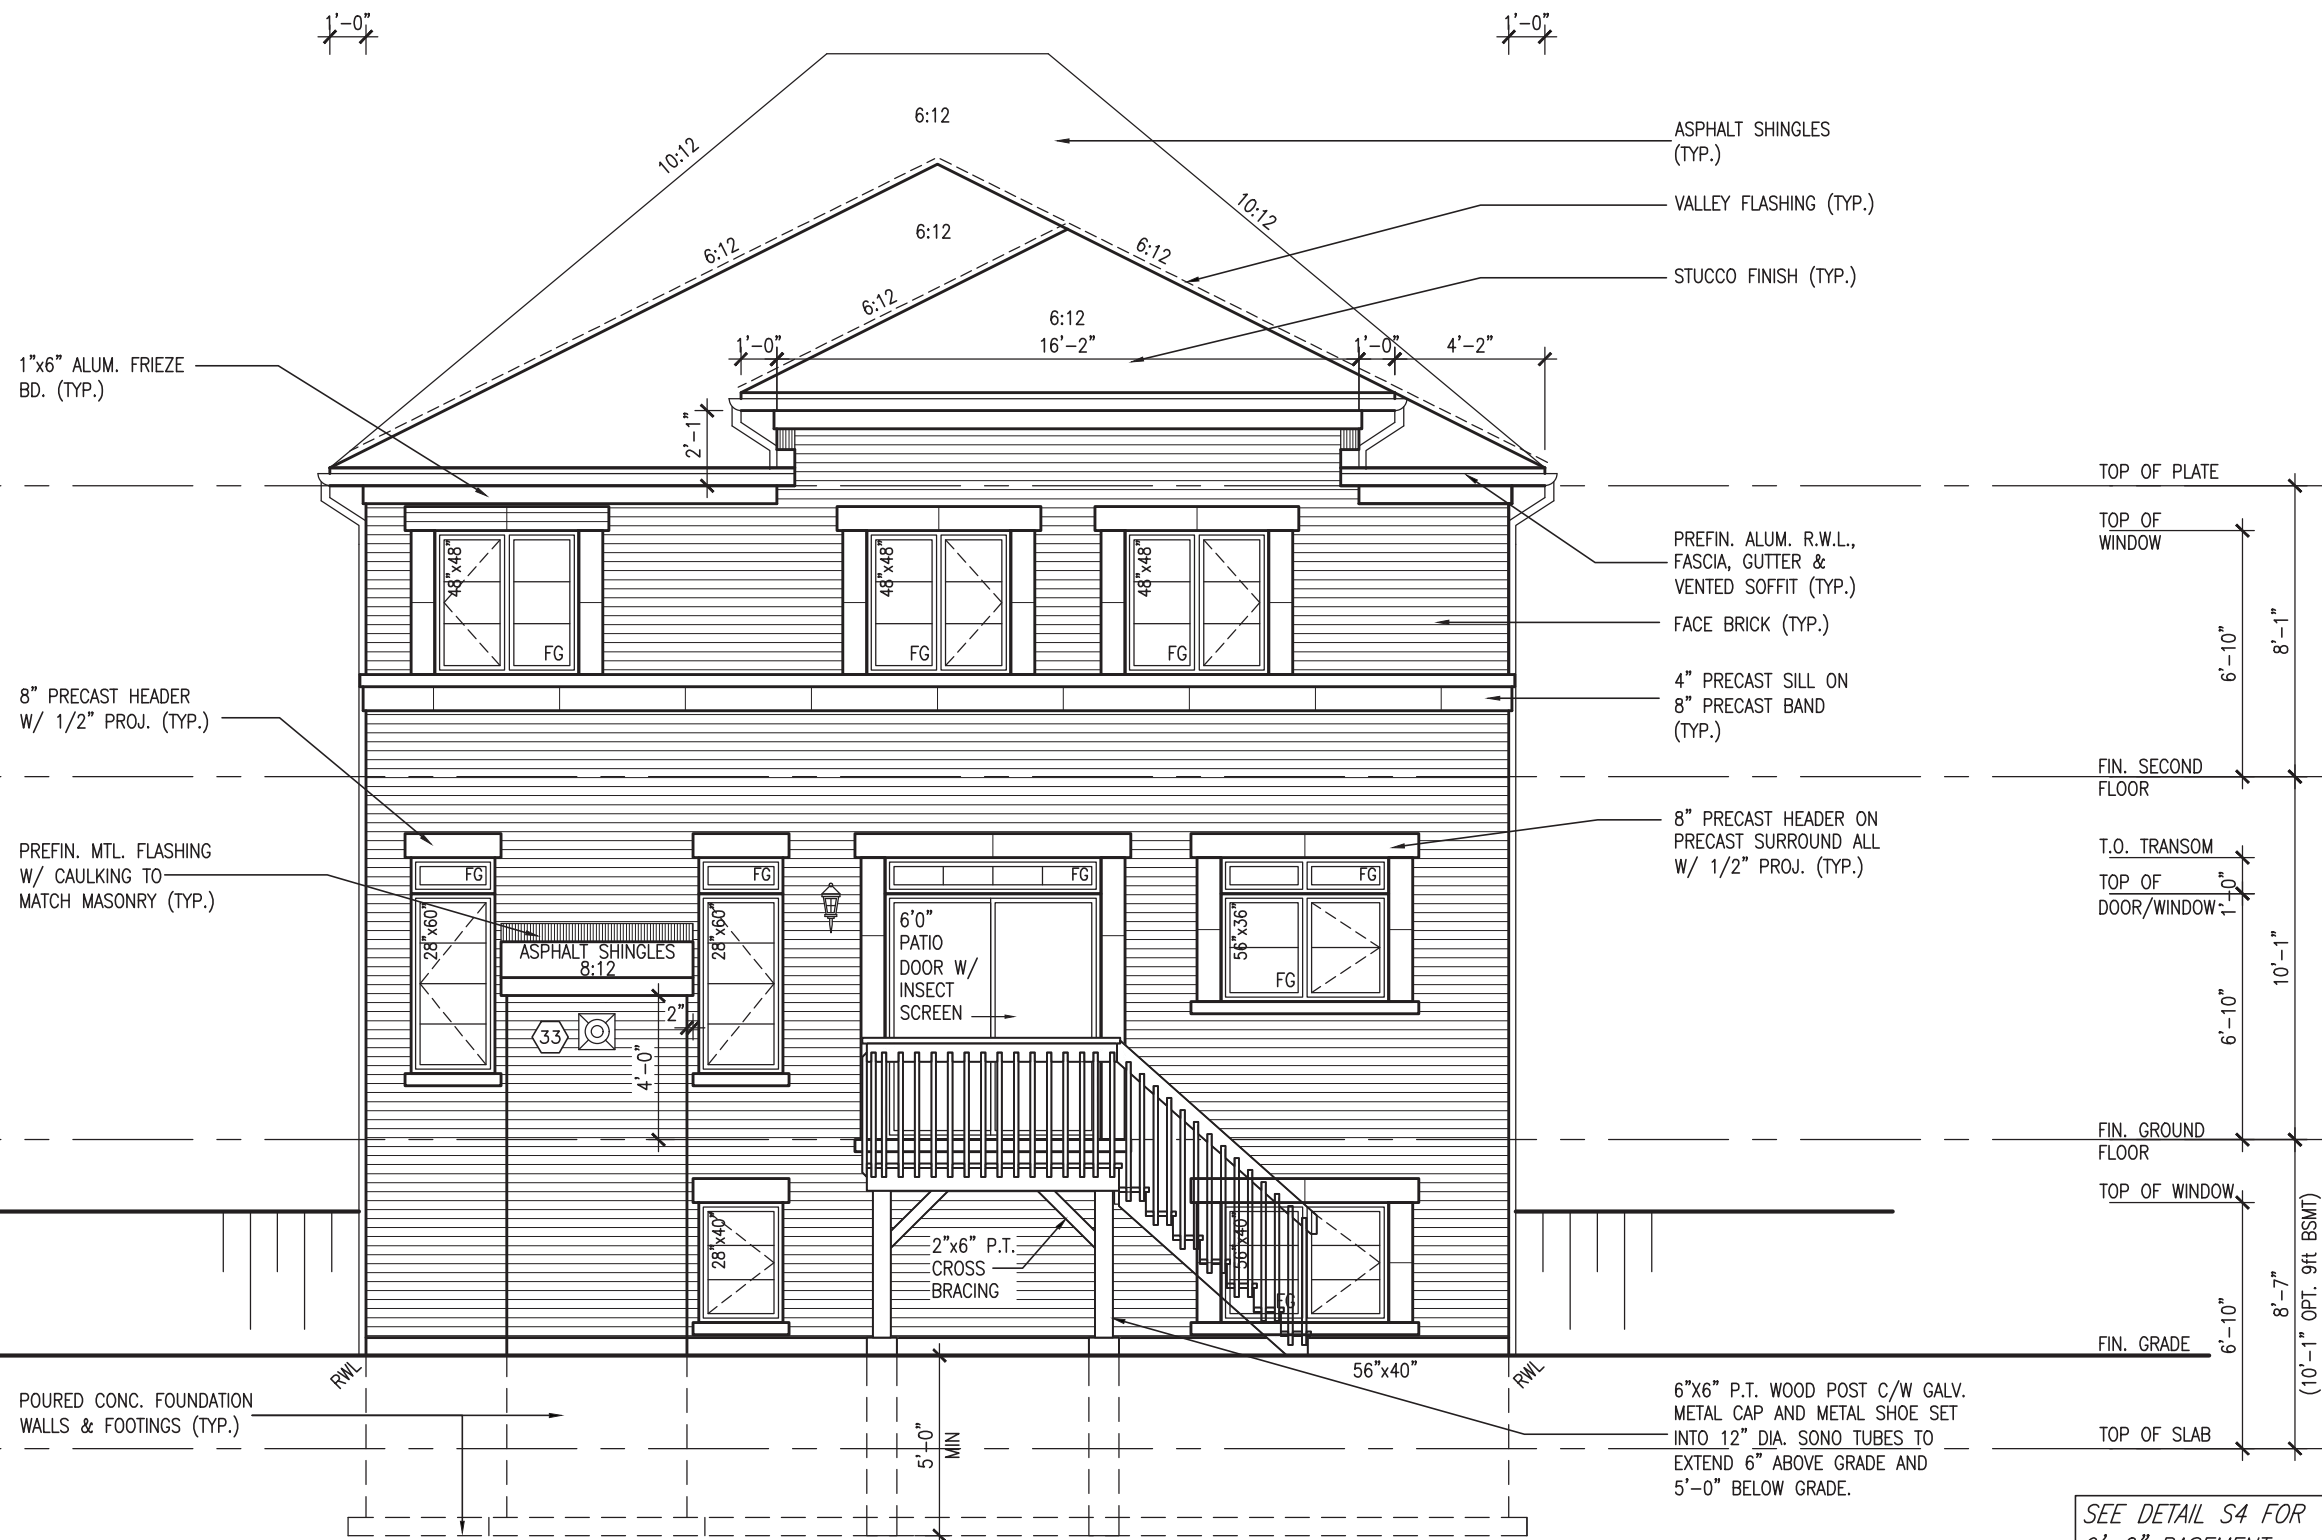 1'-0"
1'-0"
6:12
10:12
10:12
ASPHALT SHINGLES
(TYP.)
VALLEY FLASHING (TYP.)
6:12
6:12
6:12
STUCCO FINISH (TYP.)
6:12
6:12
1'-0"
16'-2"
1'-0"
4'-2"
1"x6" ALUM. FRIEZE
BD. (TYP.)
2'-1"
TOP OF PLATE
TOP OF
WINDOW
PREFIN. ALUM. R.W.L.,
FASCIA, GUTTER &
VENTED SOFFIT (TYP.)
48"x48"
48"x48"
48"x48"
FG
FG
FG
FACE BRICK (TYP.)
6'-10"
8'-1"
8" PRECAST HEADER
W/ 1/2" PROJ. (TYP.)
4" PRECAST SILL ON
8" PRECAST BAND
(TYP.)
FIN. SECOND
FLOOR
8" PRECAST HEADER ON
PRECAST SURROUND ALL
W/ 1/2" PROJ. (TYP.)
T.O. TRANSOM
TOP OF
DOOR/WINDOW
1'-0"
PREFIN. MTL. FLASHING
W/ CAULKING TO
MATCH MASONRY (TYP.)
FG
FG
FG
FG
28"x60"
28"x60"
56"x36"
FG
ASPHALT SHINGLES
8:12
6'0"
PATIO
DOOR W/
INSECT
SCREEN
33
2"
4'-0"
10'-1"
6'-10"
FIN. GROUND
FLOOR
TOP OF WINDOW
28"x40"
2"x6" P.T.
CROSS
BRACING
56"x40"
FG
8'-7"
(10'-1" OPT. 9ft BSMT)
6'-10"
FIN. GRADE
RWL
56"x40"
RWL
POURED CONC. FOUNDATION
WALLS & FOOTINGS (TYP.)
5'-0"
MIN
6"X6" P.T. WOOD POST C/W GALV.
METAL CAP AND METAL SHOE SET
INTO 12" DIA. SONO TUBES TO
EXTEND 6" ABOVE GRADE AND
5'-0" BELOW GRADE.
TOP OF SLAB
SEE DETAIL S4 FOR